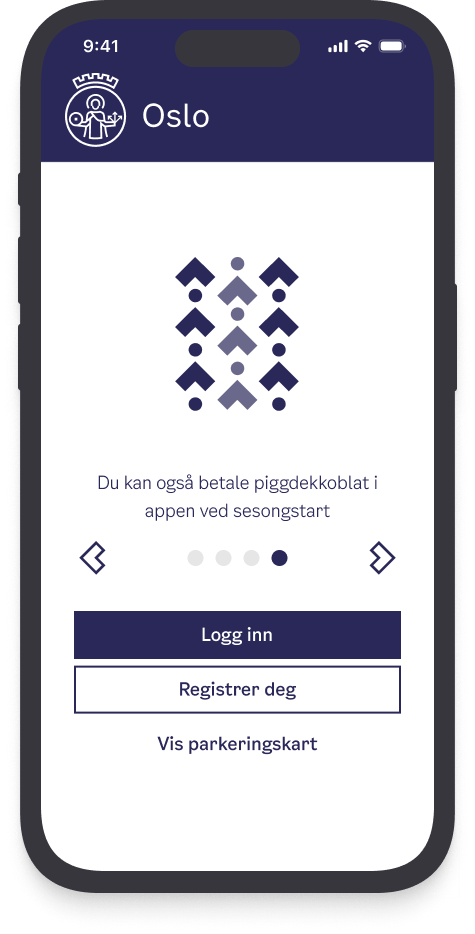 9:41
Oslo
Du kan også betale piggdekkoblat i
appen ved sesongstart
Logg inn
Registrer deg
Vis parkeringskart